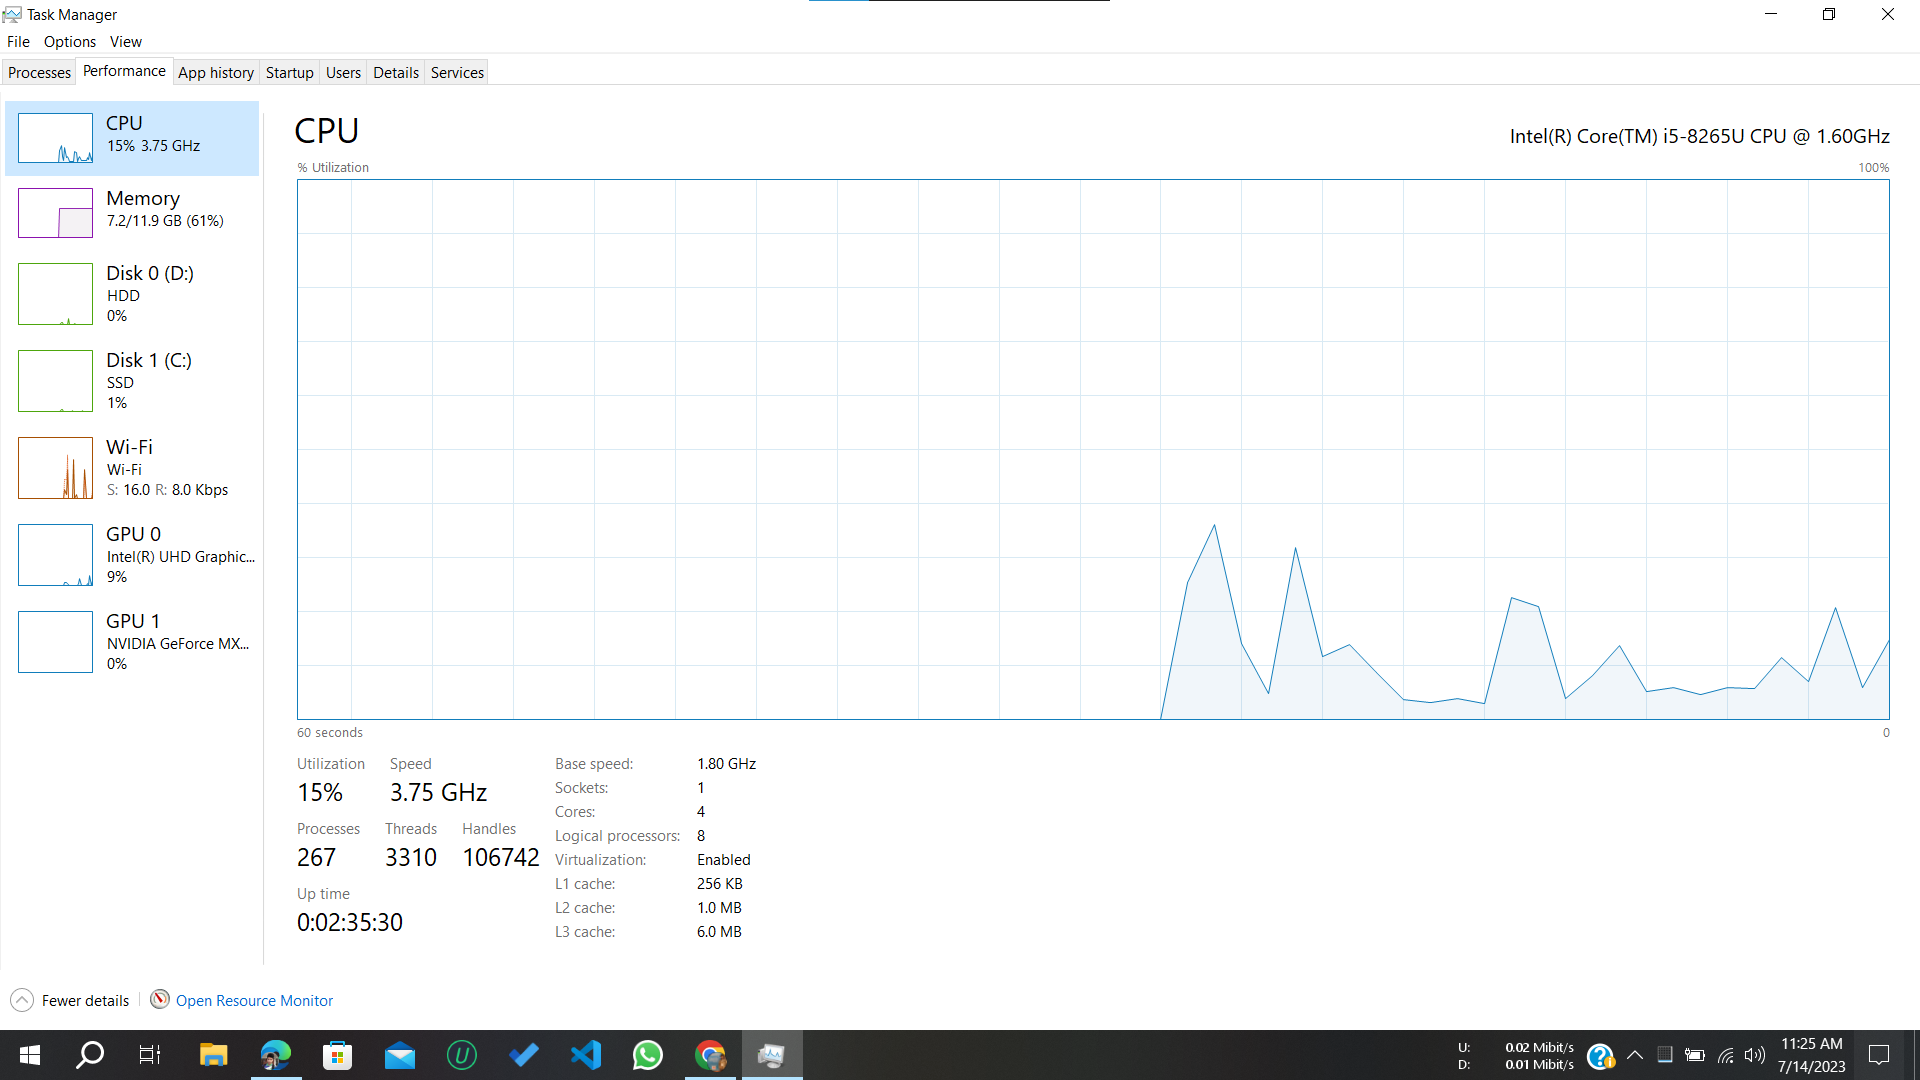 Task Manager
File Options View
Processes Performance App history Startup Users Details Services
CPU
15% 3.75 GHz
Memory
7.2/11.9 GB (61%)
Disk 0 (D:)
HDD
0%
Disk 1 (C:)
SSD
1%
Wi-Fi
Wi-Fi
S: 16.0 R: 8.0 Kbps
GPU 0
Intel(R) UHD Graphic...
9%
GPU 1
NVIDIA GeForce MX...
0%
CPU
Intel(R) Core(TM) i5-8265U CPU @ 1.60GHz
% Utilization 100%
60 seconds 0
Utilization Speed
15% 3.75 GHz
Processes Threads Handles
267 3310 106742
Up time
0:02:35:30
Base speed: 1.80 GHz
Sockets: 1
Cores: 4
Logical processors: 8
Virtualization: Enabled
L1 cache: 256 KB
L2 cache: 1.0 MB
L3 cache: 6.0 MB
Fewer details Open Resource Monitor
U: 0.02 Mibit/s
D: 0.01 Mibit/s
11:25 AM
7/14/2023